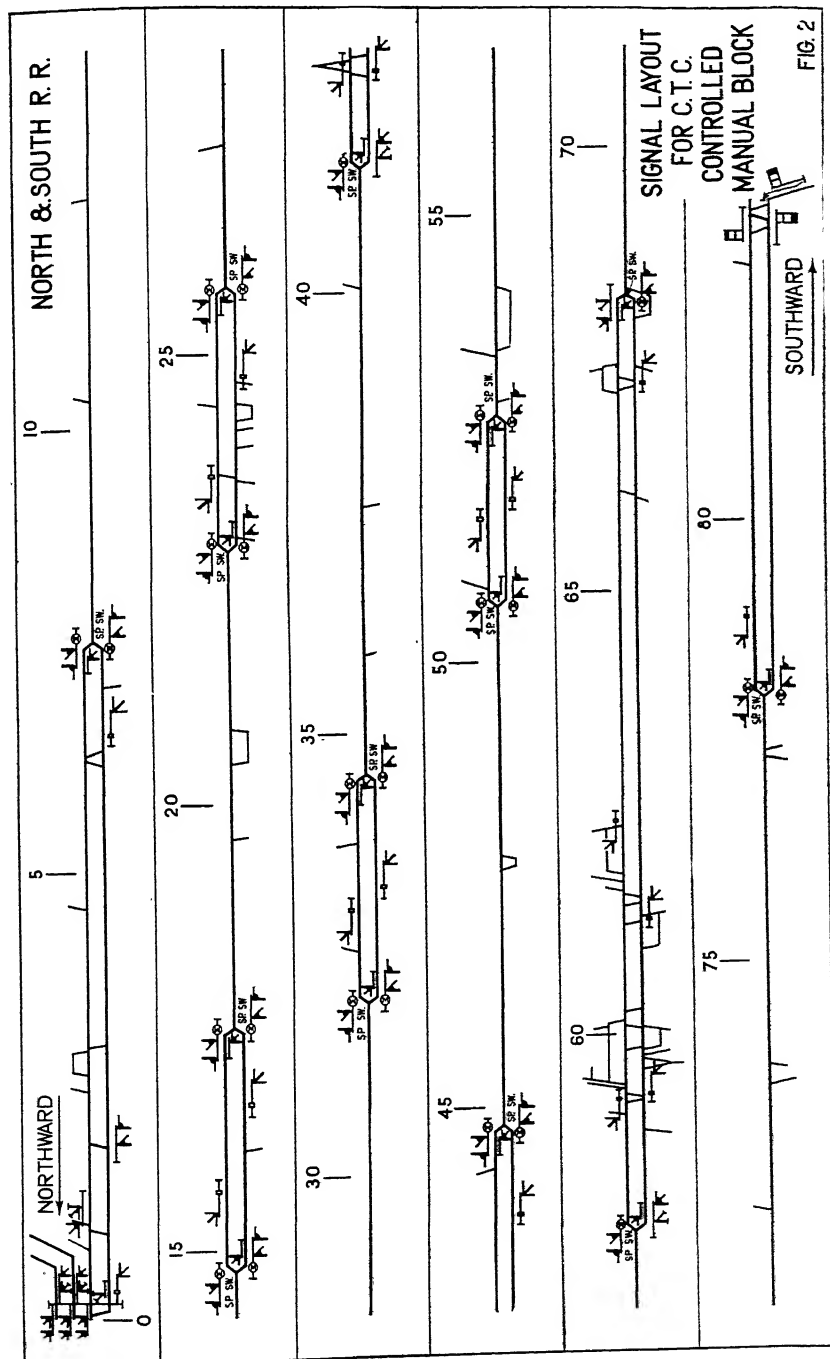 NORTH & SOUTH R. R.
NORTHWARD
0
5
10
SP. SW.
15
20
25
SP. SW.
SP. SW
SP. SW.
SP. SW
30
35
40
SP. SW.
SP. SW
SP. SW
45
50
55
SP. SW.
SP. SW.
SP. SW.
60
65
70
SP. SW.
SP. SW.
75
80
SP. SW.
SOUTHWARD
SIGNAL LAYOUT
FOR C. T. C.
CONTROLLED
MANUAL BLOCK
FIG. 2